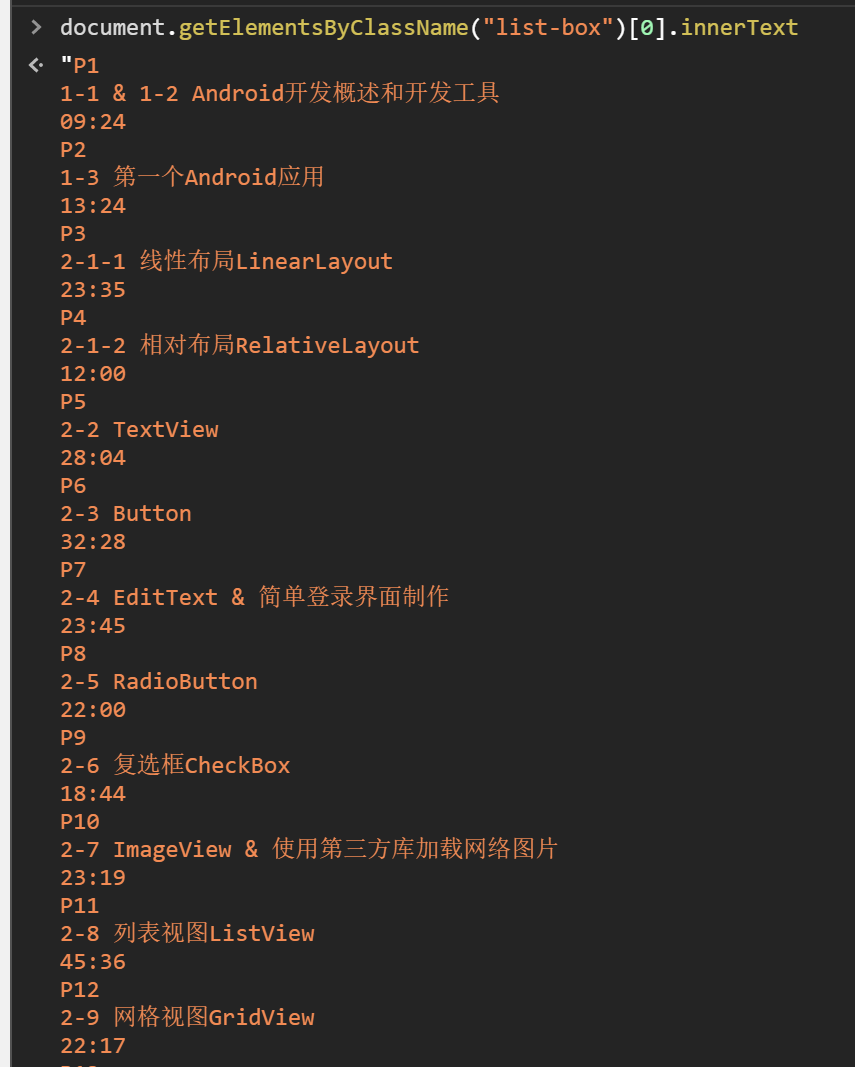 document.getElementsByClassName("list-box")[0].innerText
"P1
1-1 & 1-2 Android开发概述和开发工具
09:24
P2
1-3 第一个Android应用
13:24
P3
2-1-1 线性布局LinearLayout
23:35
P4
2-1-2 相对布局RelativeLayout
12:00
P5
2-2 TextView
28:04
P6
2-3 Button
32:28
P7
2-4 EditText & 简单登录界面制作
23:45
P8
2-5 RadioButton
22:00
P9
2-6 复选框CheckBox
18:44
P10
2-7 ImageView & 使用第三方库加载网络图片
23:19
P11
2-8 列表视图ListView
45:36
P12
2-9 网格视图GridView
22:17